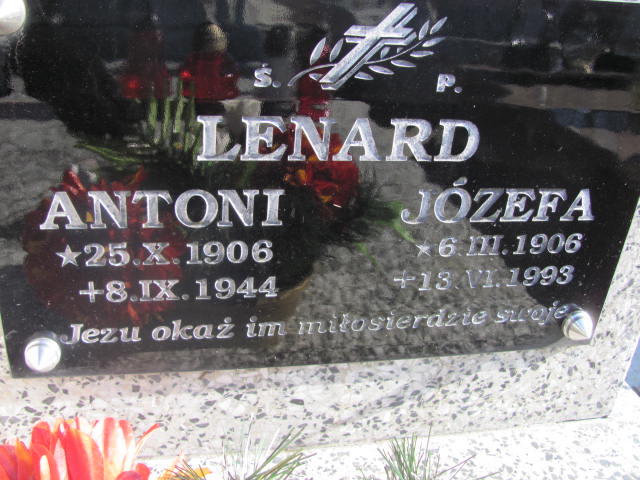 Ś. P.
LENARD
ANTONI JÓZEFA
★25.X.1906 ★6.III.1906
+8.IX.1944 +13.VI.1993
Jezu okaż im miłosierdzie swoje